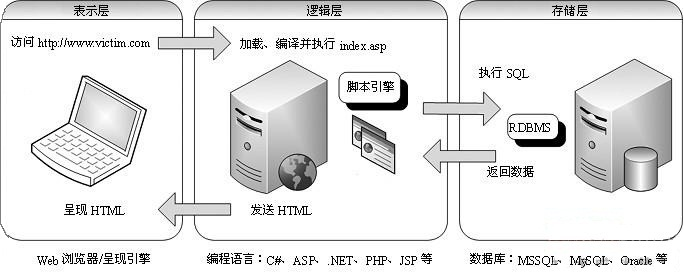 表示层
逻辑层
存储层
访问 http://www.victim.com
加载、编译并执行 index.asp
执行 SQL
脚本引擎
RDBMS
返回数据
呈现 HTML
发送 HTML
Web 浏览器/呈现引擎
编程语言：C#、ASP、.NET、PHP、JSP 等
数据库：MSSQL、MySQL、Oracle 等